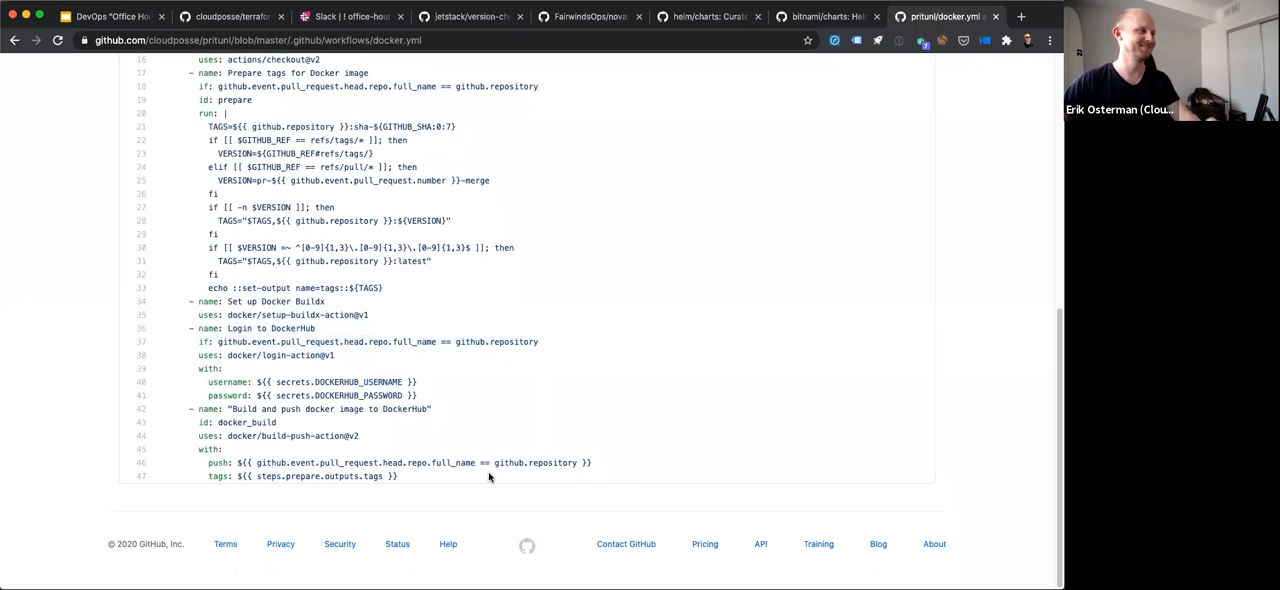 DevOps "Office Ho
cloudposse/terrafor
Slack | ! office-hour
jetstack/version-che
FairwindsOps/nova:
helm/charts: Curate
bitnami/charts: Hel
pritunl/docker.yml a
github.com/cloudposse/pritunl/blob/master/.github/workflows/docker.yml
7
Erik Osterman (Clou...
16 uses: actions/checkout@v2
17 - name: Prepare tags for Docker image
18 if: github.event.pull_request.head.repo.full_name == github.repository
19 id: prepare
20 run: |
21 TAGS=${{ github.repository }}:sha-${GITHUB_SHA:0:7}
22 if [[ $GITHUB_REF == refs/tags/* ]]; then
23 VERSION=${GITHUB_REF#refs/tags/}
24 elif [[ $GITHUB_REF == refs/pull/* ]]; then
25 VERSION=pr-${{ github.event.pull_request.number }}-merge
26 fi
27 if [[ -n $VERSION ]]; then
28 TAGS="$TAGS,${{ github.repository }}:${VERSION}"
29 fi
30 if [[ $VERSION =~ ^[0-9]{1,3}\.[0-9]{1,3}\.[0-9]{1,3}$ ]]; then
31 TAGS="$TAGS,${{ github.repository }}:latest"
32 fi
33 echo ::set-output name=tags::${TAGS}
34 - name: Set up Docker Buildx
35 uses: docker/setup-buildx-action@v1
36 - name: Login to DockerHub
37 if: github.event.pull_request.head.repo.full_name == github.repository
38 uses: docker/login-action@v1
39 with:
40 username: ${{ secrets.DOCKERHUB_USERNAME }}
41 password: ${{ secrets.DOCKERHUB_PASSWORD }}
42 - name: "Build and push docker image to DockerHub"
43 id: docker_build
44 uses: docker/build-push-action@v2
45 with:
46 push: ${{ github.event.pull_request.head.repo.full_name == github.repository }}
47 tags: ${{ steps.prepare.outputs.tags }}
© 2020 GitHub, Inc. Terms Privacy Security Status Help Contact GitHub Pricing API Training Blog About